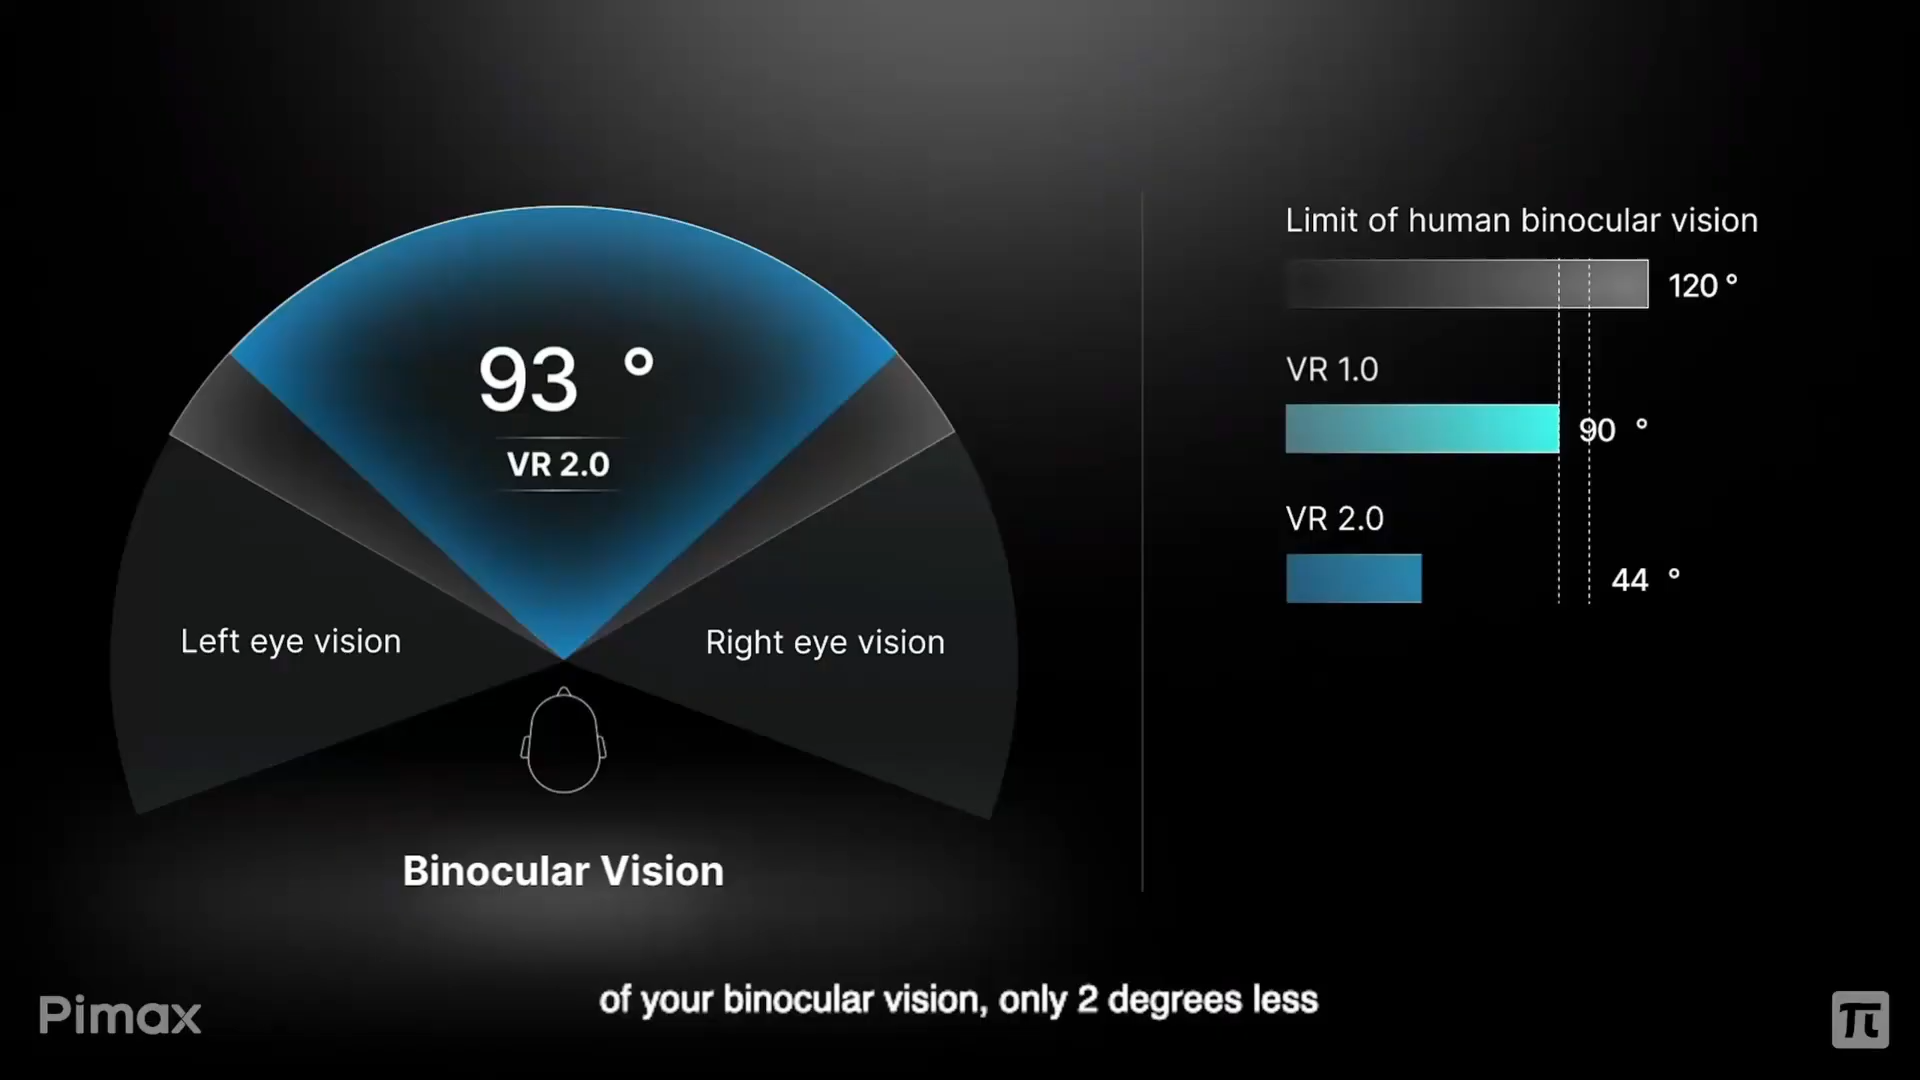 93 °
VR 2.0
Left eye vision
Right eye vision
Binocular Vision
Limit of human binocular vision
120 °
VR 1.0
90 °
VR 2.0
44 °
of your binocular vision, only 2 degrees less
Pimax
π